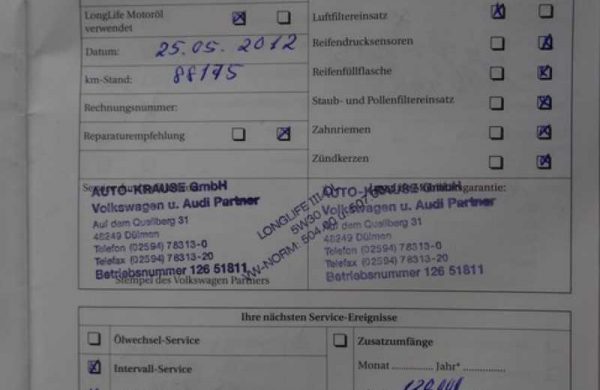 LongLife Motoröl
verwendet
Datum: 25.05.2012
km-Stand: 88175
Rechnungsnummer:
Reparaturempfehlung
Luftfiltereinsatz
Reifendrucksensoren
Reifenfüllflasche
Staub- und Pollenfiltereinsatz
Zahnriemen
Zündkerzen
AUTO-KRAUSE GmbH
Volkswagen u. Audi Partner
Auf dem Quellberg 31
48249 Dülmen
Telefon (02594) 78313-0
Telefax (02594) 78313-20
Betriebsnummer 126 51811
Stempel des Volkswagen Partners
LONGLIFE III
5W30
VW-NORM: 504.00 u. 507.00
garantie:
AUTO-KRAUSE GmbH
Volkswagen u. Audi Partner
Auf dem Quellberg 31
48249 Dülmen
Telefon (02594) 78313-0
Telefax (02594) 78313-20
Betriebsnummer 126 51811
Ihre nächsten Service-Ereignisse
Ölwechsel-Service
Intervall-Service
Zusatzumfänge
Monat .......... Jahr* ..........